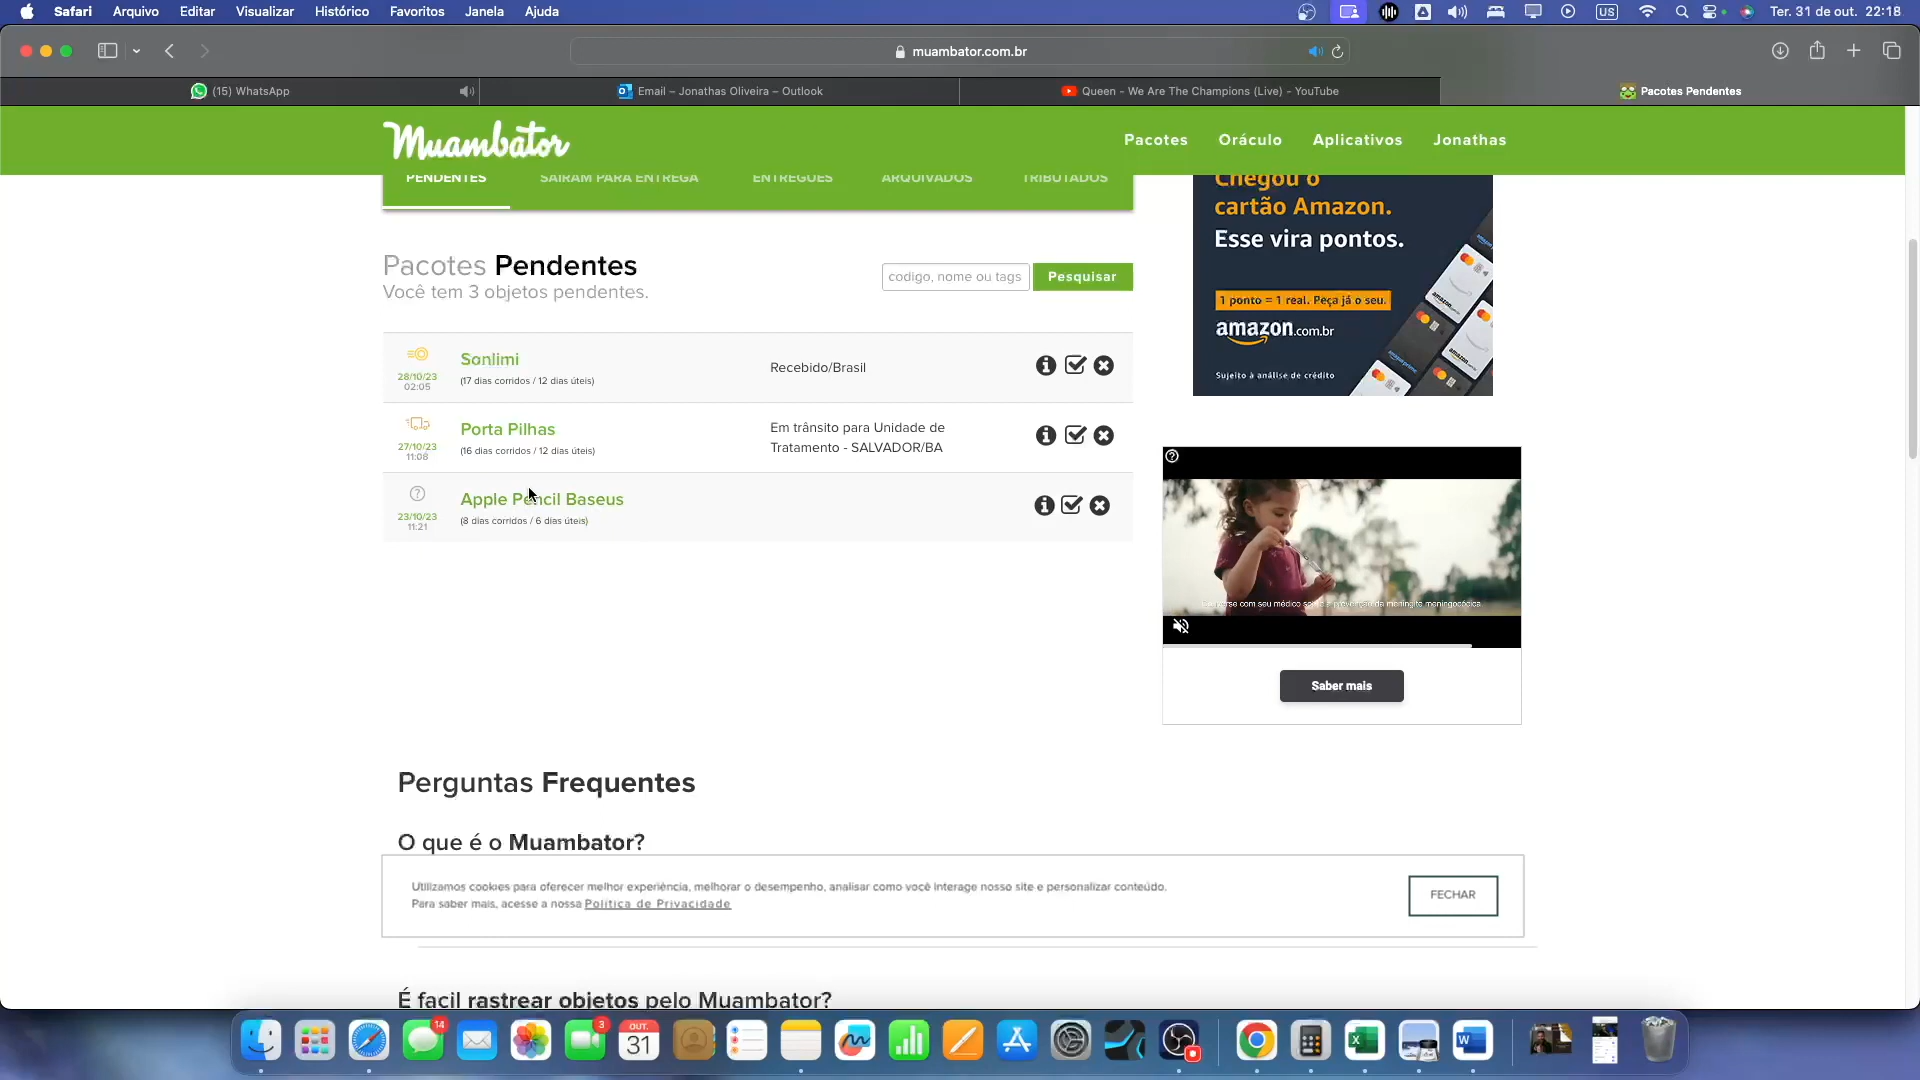 Safari Arquivo Editar Visualizar Histórico Favoritos Janela Ajuda US Ter. 31 de out. 22:18
muambator.com.br
(15) WhatsApp
Email – Jonathas Oliveira – Outlook
Queen - We Are The Champions (Live) - YouTube
Pacotes Pendentes
Muambator
Pacotes Oráculo Aplicativos Jonathas
PENDENTES SAÍRAM PARA ENTREGA ENTREGUES ARQUIVADOS TRIBUTADOS
Pacotes Pendentes
Você tem 3 objetos pendentes.
codigo, nome ou tags
Pesquisar
28/10/23
02:05
Sonlimi
(17 dias corridos / 12 dias úteis)
Recebido/Brasil
27/10/23
11:08
Porta Pilhas
(16 dias corridos / 12 dias úteis)
Em trânsito para Unidade de
Tratamento - SALVADOR/BA
23/10/23
11:21
Apple Pencil Baseus
(8 dias corridos / 6 dias úteis)
Chegou o
cartão Amazon.
Esse vira pontos.
1 ponto = 1 real. Peça já o seu.
amazon.com.br
Sujeito à análise de crédito
Saber mais
Perguntas Frequentes
O que é o Muambator?
Utilizamos cookies para oferecer melhor experiência, melhorar o desempenho, analisar como você interage nosso site e personalizar conteúdo.
Para saber mais, acesse a nossa Política de Privacidade
FECHAR
É facil rastrear objetos pelo Muambator?
14
3
OUT.
31